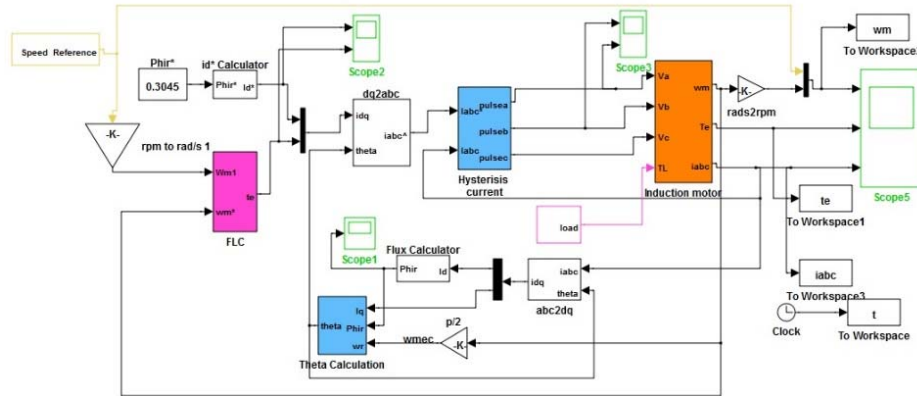 Speed Reference
Phir*
0.3045
id* Calculator
Phir*
Id*
Scope2
dq2abc
idq
theta
iabc^
Iabc
Iabc
pulsea
pulseb
pulsec
Hysterisis
current
Scope3
Va
Vb
Vc
TL
wm
Te
iabc
Induction motor
-K-
rads2rpm
wm
To Workspace2
Scope5
-K-
rpm to rad/s 1
Wm1
wm*
te
FLC
te
To Workspace1
load
iabc
To Workspace3
Scope1
Flux Calculator
Phir
Id
iabc
idq
theta
abc2dq
theta
Iq
Phir
wr
Theta Calculation
wmec
p/2
-K-
Clock
t
To Workspace